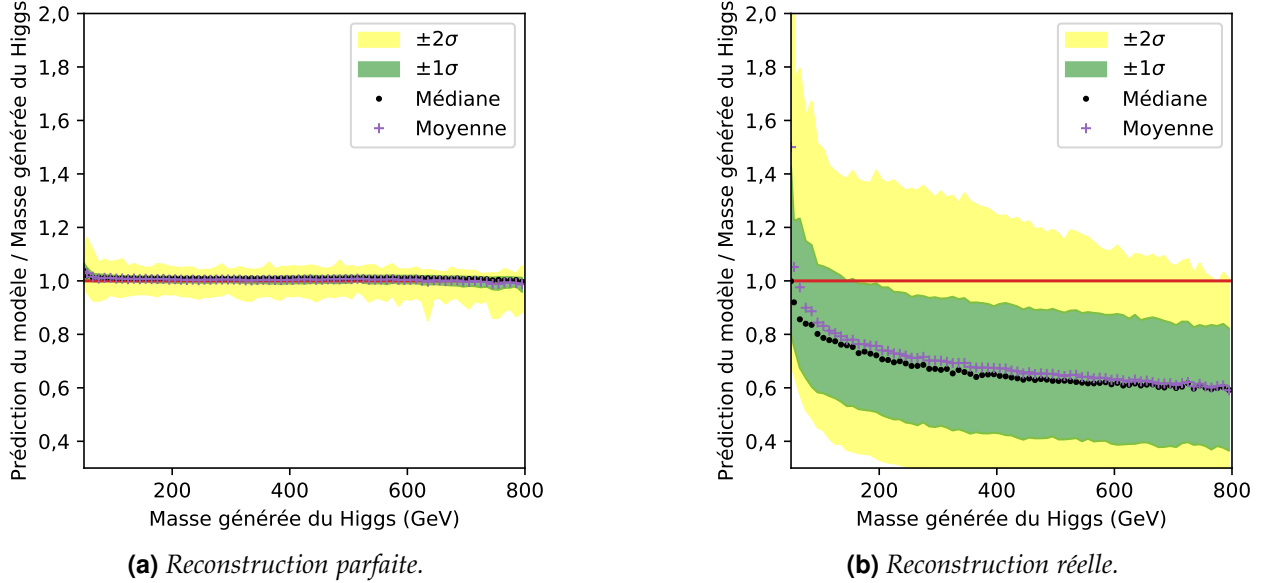 Prédiction du modèle / Masse générée du Higgs
2,0
1,8
1,6
1,4
1,2
1,0
0,8
0,6
0,4
±2σ
±1σ
Médiane
Moyenne
200
400
600
800
Masse générée du Higgs (GeV)
(a) Reconstruction parfaite.
Prédiction du modèle / Masse générée du Higgs
2,0
1,8
1,6
1,4
1,2
1,0
0,8
0,6
0,4
±2σ
±1σ
Médiane
Moyenne
200
400
600
800
Masse générée du Higgs (GeV)
(b) Reconstruction réelle.